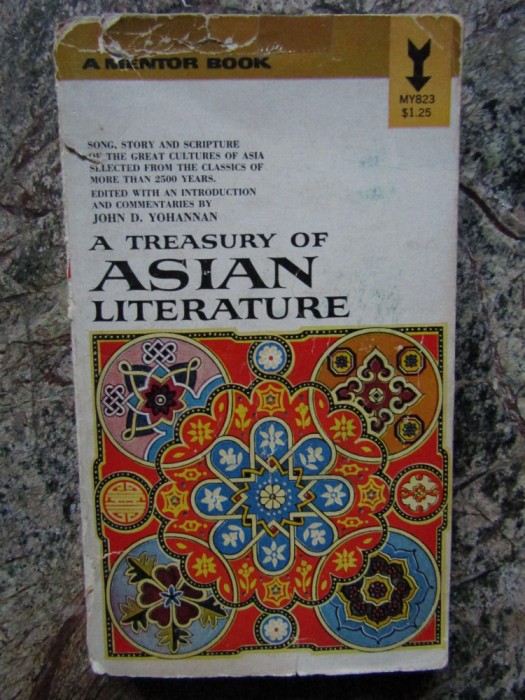 A MENTOR BOOK
MY823
$1.25
SONG, STORY AND SCRIPTURE
OF THE GREAT CULTURES OF ASIA
SELECTED FROM THE CLASSICS OF
MORE THAN 2500 YEARS.
EDITED WITH AN INTRODUCTION
AND COMMENTARIES BY
JOHN D. YOHANNAN
A TREASURY OF
ASIAN
LITERATURE